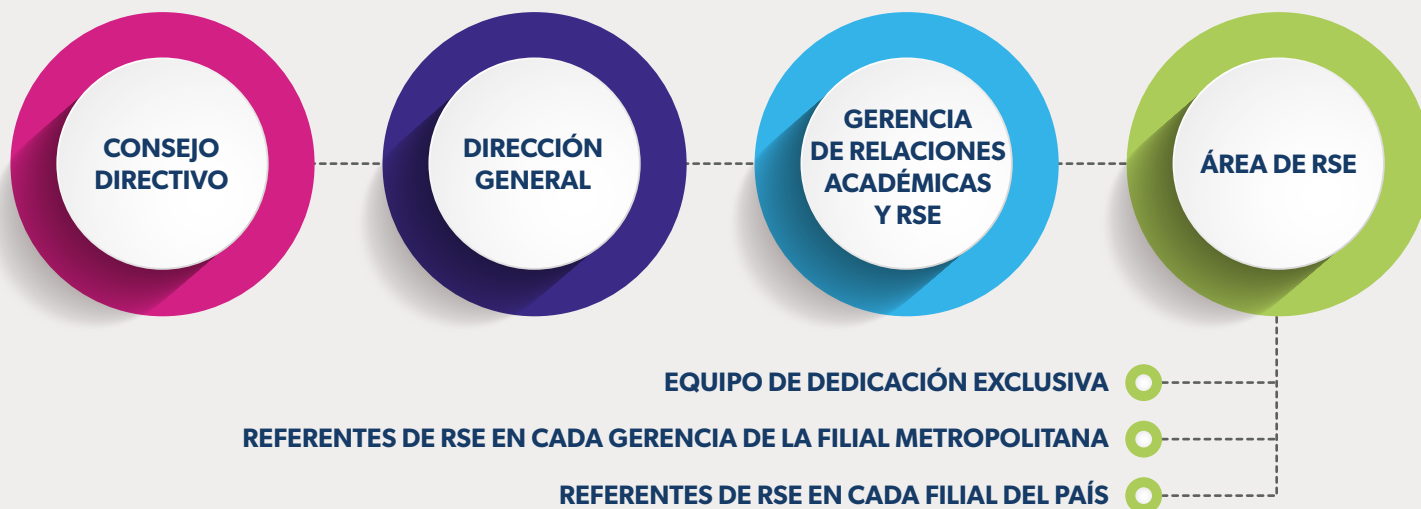 CONSEJO
DIRECTIVO
DIRECCIÓN
GENERAL
GERENCIA
DE RELACIONES
ACADÉMICAS
Y RSE
ÁREA DE RSE
EQUIPO DE DEDICACIÓN EXCLUSIVA
REFERENTES DE RSE EN CADA GERENCIA DE LA FILIAL METROPOLITANA
REFERENTES DE RSE EN CADA FILIAL DEL PAÍS